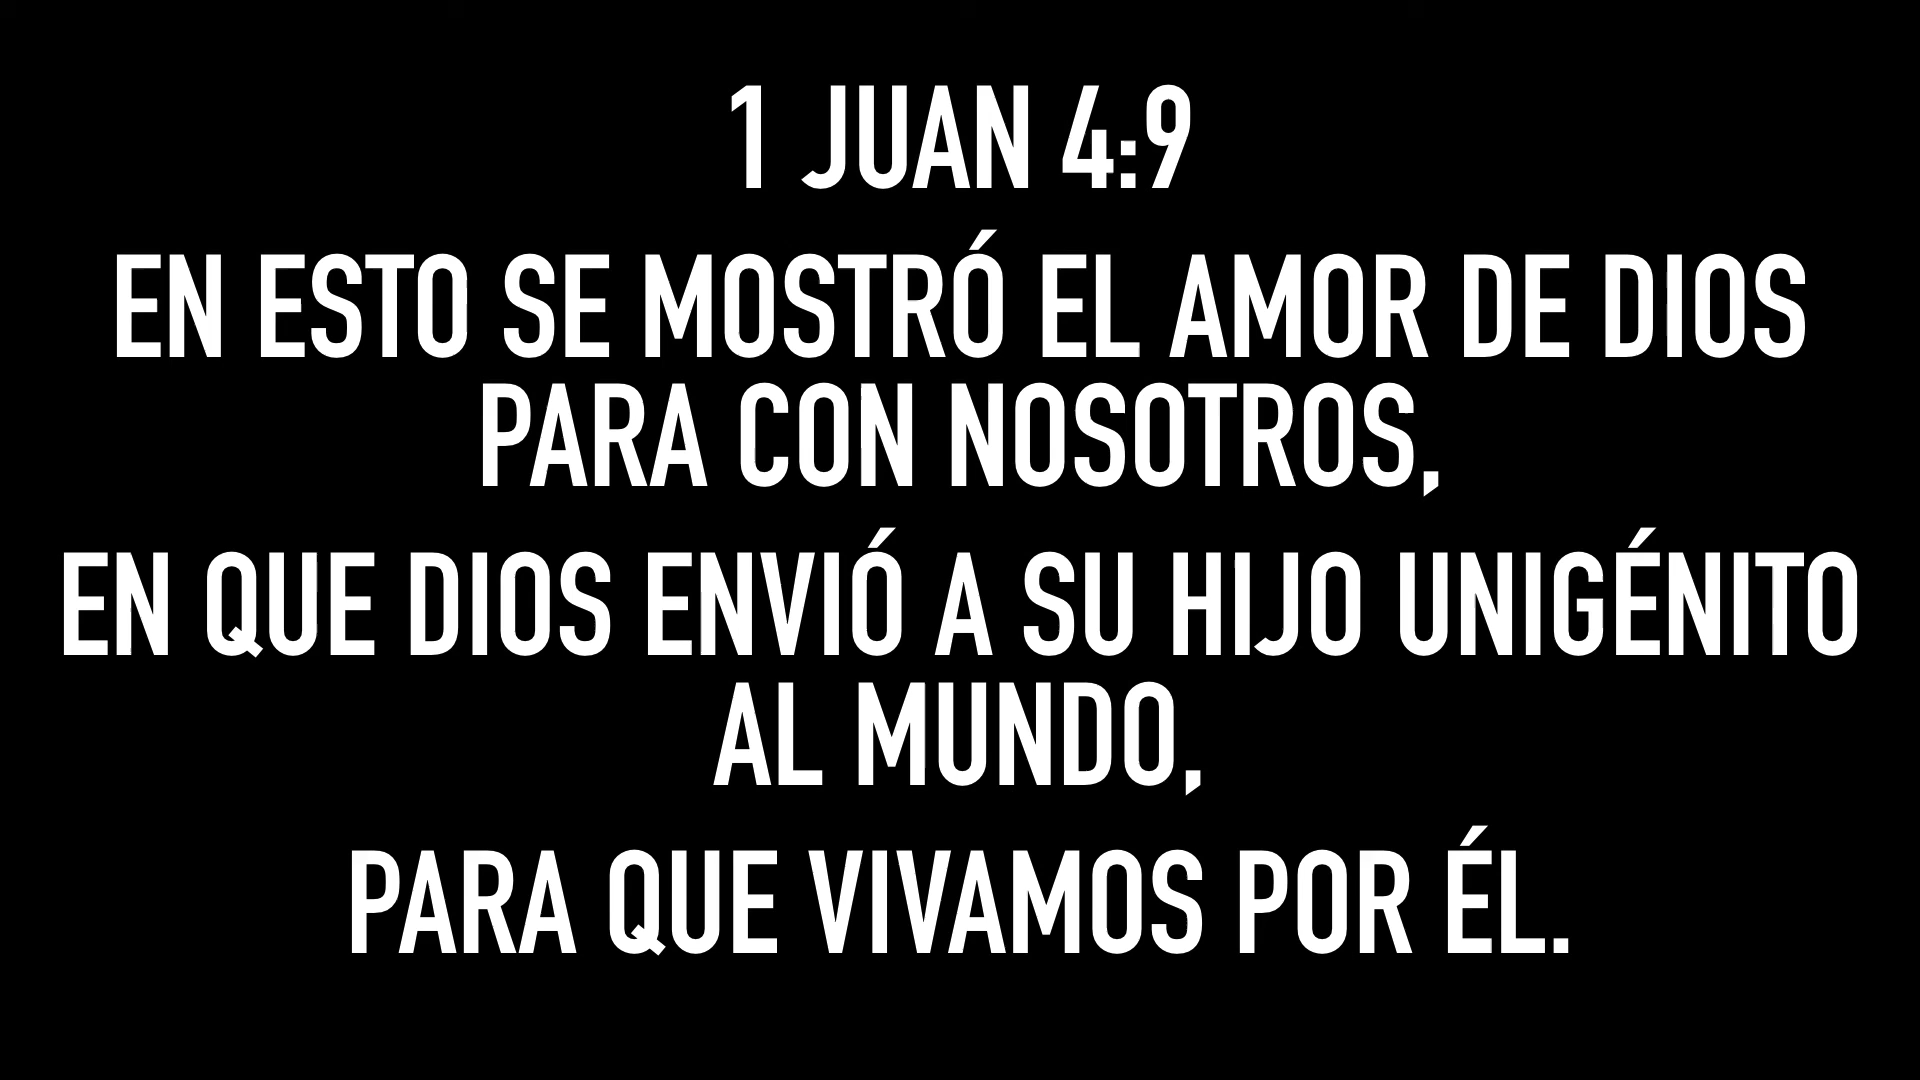 1 JUAN 4:9
EN ESTO SE MOSTRÓ EL AMOR DE DIOS
PARA CON NOSOTROS,
EN QUE DIOS ENVIÓ A SU HIJO UNIGÉNITO
AL MUNDO,
PARA QUE VIVAMOS POR ÉL.